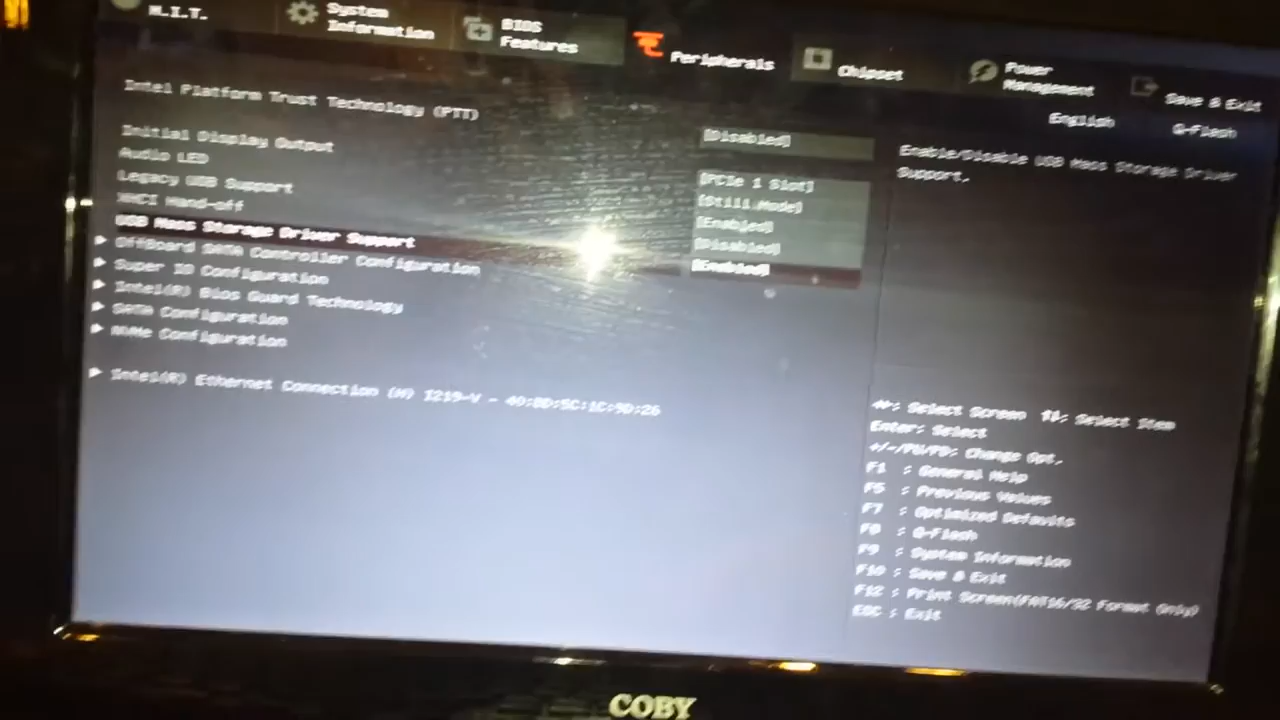 M.I.T.
System Information
BIOS Features
Peripherals
Chipset
Power Management
Save & Exit
English
Q-Flash
Intel Platform Trust Technology (PTT) [Disabled]
Initial Display Output [PCIe 1 Slot]
Audio LED [Still Mode]
Legacy USB Support [Enabled]
XHCI Hand-off [Disabled]
USB Mass Storage Driver Support [Enabled]
OffBoard SATA Controller Configuration
Super IO Configuration
Intel(R) Bios Guard Technology
SATA Configuration
NVMe Configuration
Intel(R) Ethernet Connection (H) I219-V -
Enable/Disable USB Mass Storage Driver
Support.
: Select Screen : Select Item
Enter: Select
+/-/PU/PD: Change Opt.
F1 : General Help
F5 : Previous Values
F7 : Optimized Defaults
F8 : Q-Flash
F9 : System Information
F10 : Save & Exit
F12 : Print Screen(FAT16/32 Format Only)
ESC : Exit
COBY